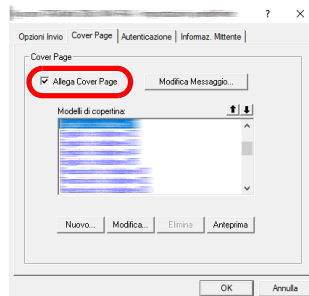 ?
Opzioni Invio Cover Page Autenticazione Informaz. Mittente
Cover Page
Allega Cover Page Modifica Messaggio...
Modelli di copertina:
Nuovo... Modifica... Elimina Anteprima
OK Annulla